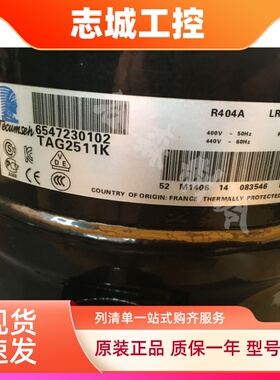 志城工控
Tecumseh
R404A
LR
6547230102
TAG2511K
400V - 50Hz
440V - 60Hz
VDE
52 M1406 14 083546
COUNTRY OF ORIGIN: FRANCE THERMALLY PROTECTED
现货
速发
列清单一站式购齐服务
原装正品 质保一年 型号